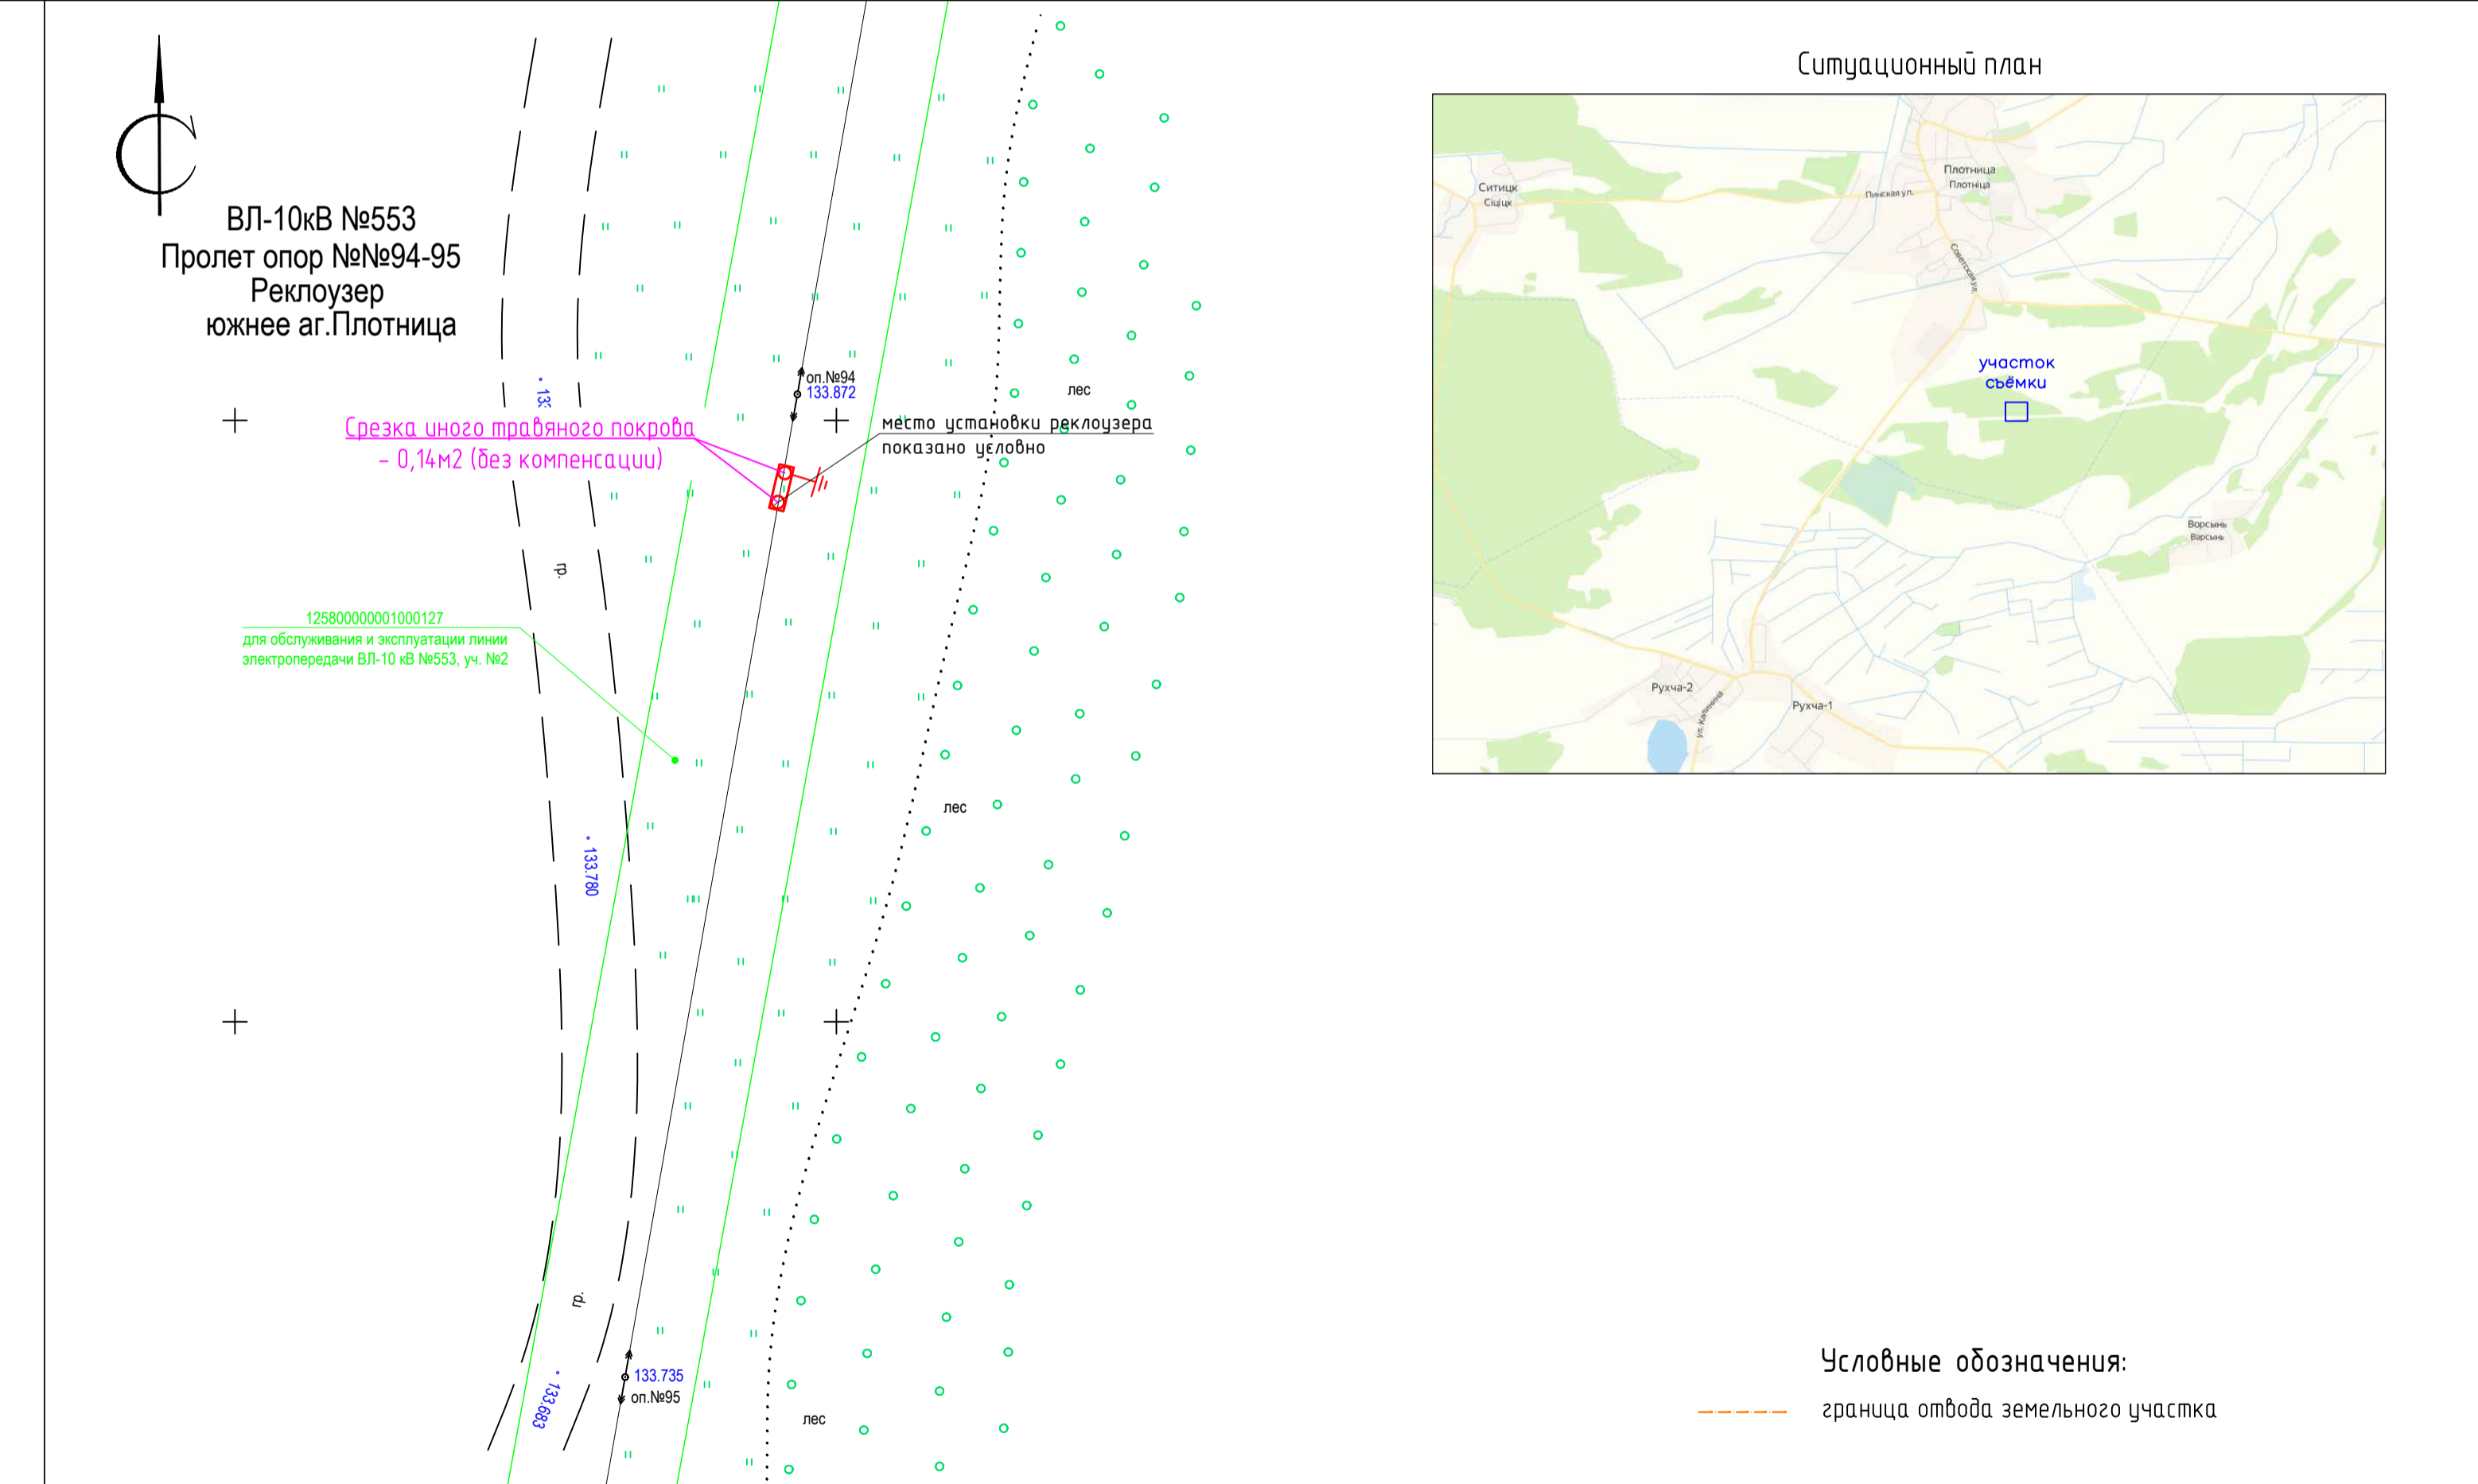 ВЛ-10кВ №553
Пролет опор №№94-95
Реклоузер
южнее аг.Плотница
оп.№94
133.872
Срезка иного травяного покрова
- 0,14м2 (без компенсации)
место установки реклоузера
показано условно
лес
гр.
125800000001000127
для обслуживания и эксплуатации линии
электропередачи ВЛ-10 кВ №553, уч. №2
лес
133.780
гр.
133.735
оп.№95
133.683
лес
Ситуационный план
Плотница
Плотніца
Ситицк
Сіціцк
Пинская ул.
Советская ул.
участок
съёмки
Ворсынь
Варсынь
Рухча-2
Рухча-1
ул. Калинина
Условные обозначения:
граница отвода земельного участка